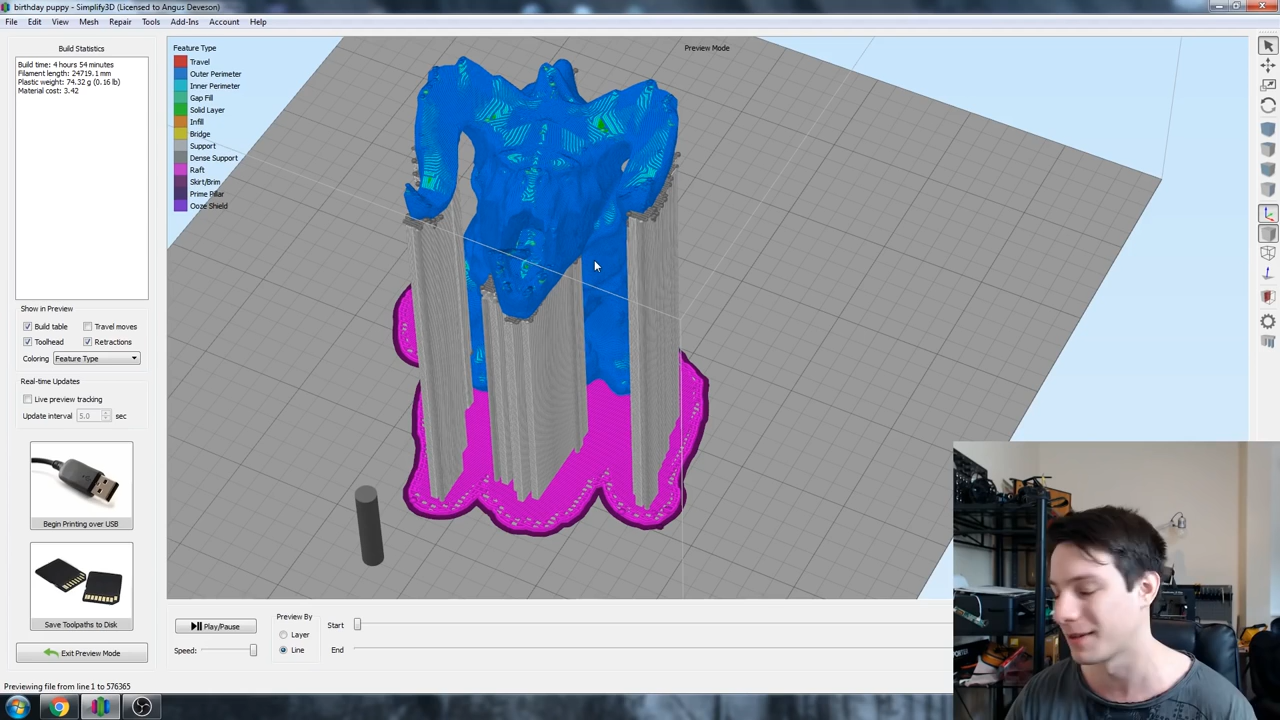 birthday puppy - Simplify3D (Licensed to Angus Deveson)
File Edit View Mesh Repair Tools Add-Ins Account Help
Build Statistics
Build time: 4 hours 54 minutes
Filament length: 24719.1 mm
Plastic weight: 74.32 g (0.16 lb)
Material cost: 3.42
Show in Preview
Build table Travel moves
Toolhead Retractions
Coloring Feature Type
Real-time Updates
Live preview tracking
Update interval 5.0 sec
Begin Printing over USB
Save Toolpaths to Disk
Exit Preview Mode
Feature Type
Travel
Outer Perimeter
Inner Perimeter
Gap Fill
Solid Layer
Infill
Bridge
Support
Dense Support
Raft
Skirt/Brim
Prime Pillar
Ooze Shield
Preview Mode
Play/Pause
Speed:
Preview By
Layer
Line
Start
End
Previewing file from line 1 to 576365